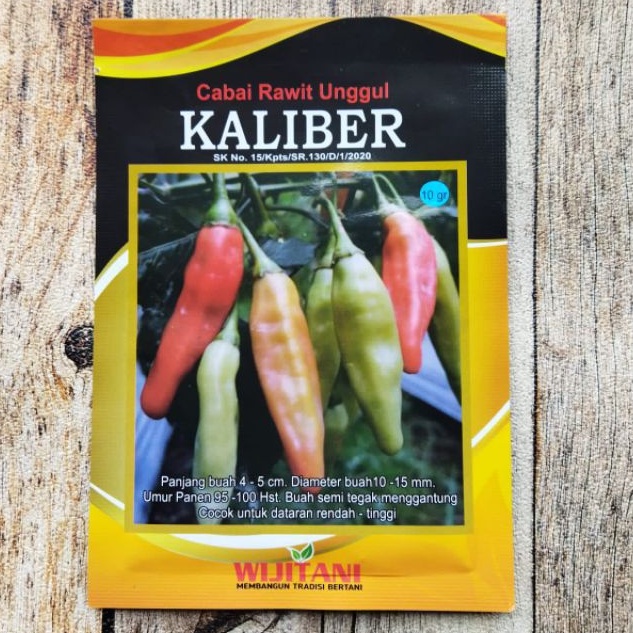 Cabai Rawit Unggul
KALIBER
SK No. 15/Kpts/SR.130/D/1/2020
10 gr
Panjang buah 4 - 5 cm. Diameter buah10 -15 mm.
Umur Panen 95 -100 Hst. Buah semi tegak menggantung
Cocok untuk dataran rendah - tinggi
WIJITANI
MEMBANGUN TRADISI BERTANI